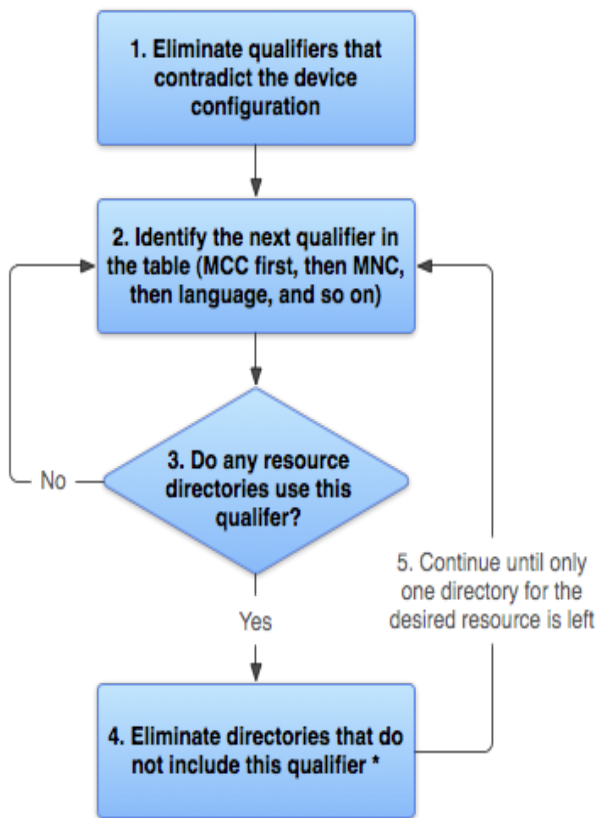 1. Eliminate qualifiers that
contradict the device
configuration
2. Identify the next qualifier in
the table (MCC first, then MNC,
then language, and so on)
3. Do any resource
directories use this
qualifer?
No
Yes
5. Continue until only
one directory for the
desired resource is left
4. Eliminate directories that do
not include this qualifier *